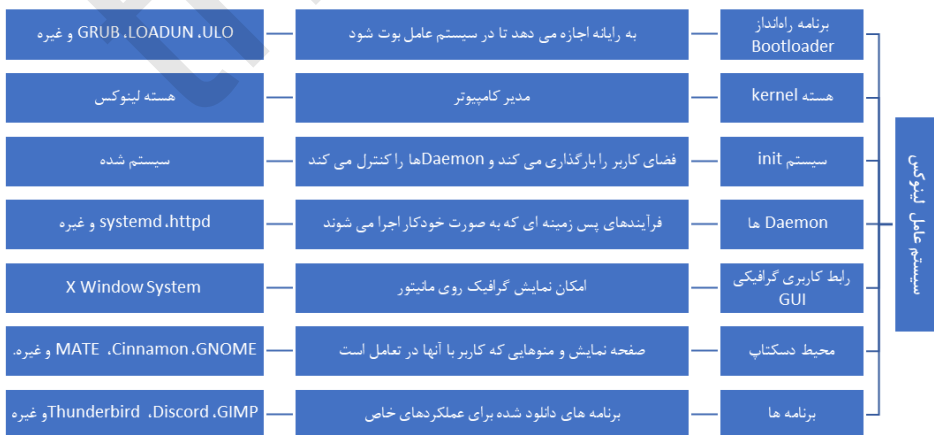 سیستم عامل لینوکس
برنامه راه‌انداز
Bootloader
به رایانه اجازه می دهد تا در سیستم عامل بوت شود
GRUB ،LOADUN ،ULO و غیره
هسته kernel
مدیر کامپیوتر
هسته لینوکس
سیستم init
فضای کاربر را بارگذاری می کند و Daemonها را کنترل می کند
سیستم شده
Daemon ها
فرآیندهای پس زمینه ای که به صورت خودکار اجرا می شوند
systemd ،httpd و غیره
رابط کاربری گرافیکی
GUI
امکان نمایش گرافیک روی مانیتور
X Window System
محیط دسکتاپ
صفحه نمایش و منوهایی که کاربر با آنها در تعامل است
MATE ،Cinnamon ،GNOME و غیره.
برنامه ها
برنامه های دانلود شده برای عملکردهای خاص
Thunderbird ،Discord ،GIMPو غیره